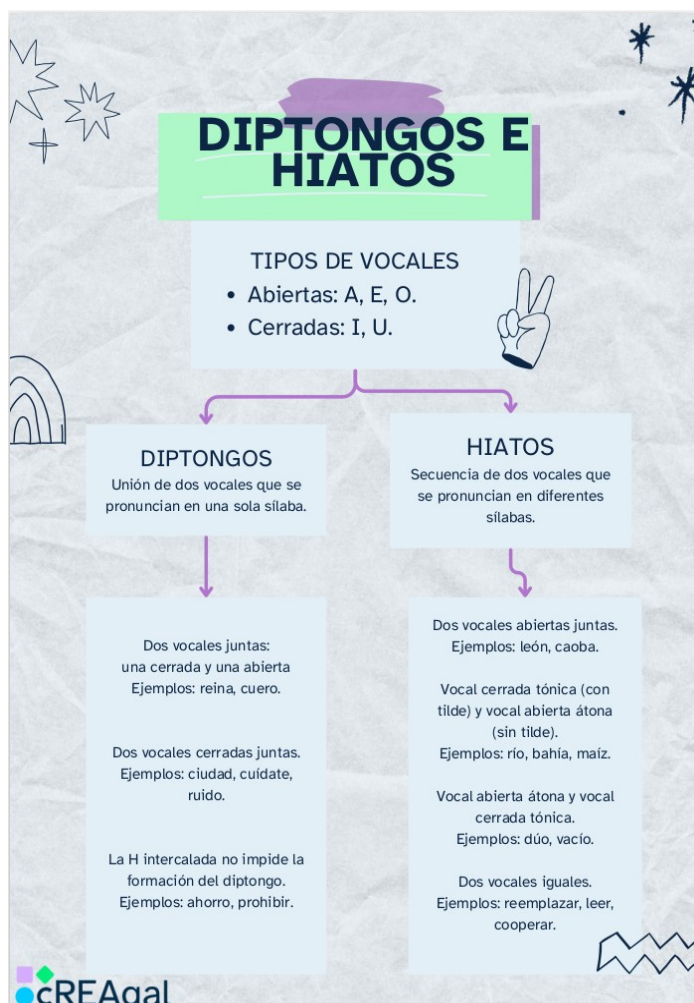 DIPTONGOS E
HIATOS
TIPOS DE VOCALES
• Abiertas: A, E, O.
• Cerradas: I, U.
DIPTONGOS
Unión de dos vocales que se
pronuncian en una sola sílaba.
HIATOS
Secuencia de dos vocales que
se pronuncian en diferentes
sílabas.
Dos vocales juntas:
una cerrada y una abierta
Ejemplos: reina, cuero.
Dos vocales cerradas juntas.
Ejemplos: ciudad, cuídate,
ruido.
La H intercalada no impide la
formación del diptongo.
Ejemplos: ahorro, prohibir.
Dos vocales abiertas juntas.
Ejemplos: león, caoba.
Vocal cerrada tónica (con
tilde) y vocal abierta átona
(sin tilde).
Ejemplos: río, bahía, maíz.
Vocal abierta átona y vocal
cerrada tónica.
Ejemplos: dúo, vacío.
Dos vocales iguales.
Ejemplos: reemplazar, leer,
cooperar.
cREAgal